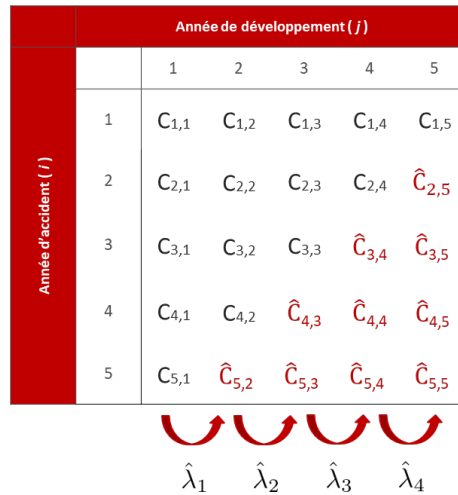 Année de développement ( j )
Année d'accident ( i )
1 2 3 4 5
1 C1,1 C1,2 C1,3 C1,4 C1,5
2 C2,1 C2,2 C2,3 C2,4 Ĉ2,5
3 C3,1 C3,2 C3,3 Ĉ3,4 Ĉ3,5
4 C4,1 C4,2 Ĉ4,3 Ĉ4,4 Ĉ4,5
5 C5,1 Ĉ5,2 Ĉ5,3 Ĉ5,4 Ĉ5,5
λ̂1 λ̂2 λ̂3 λ̂4